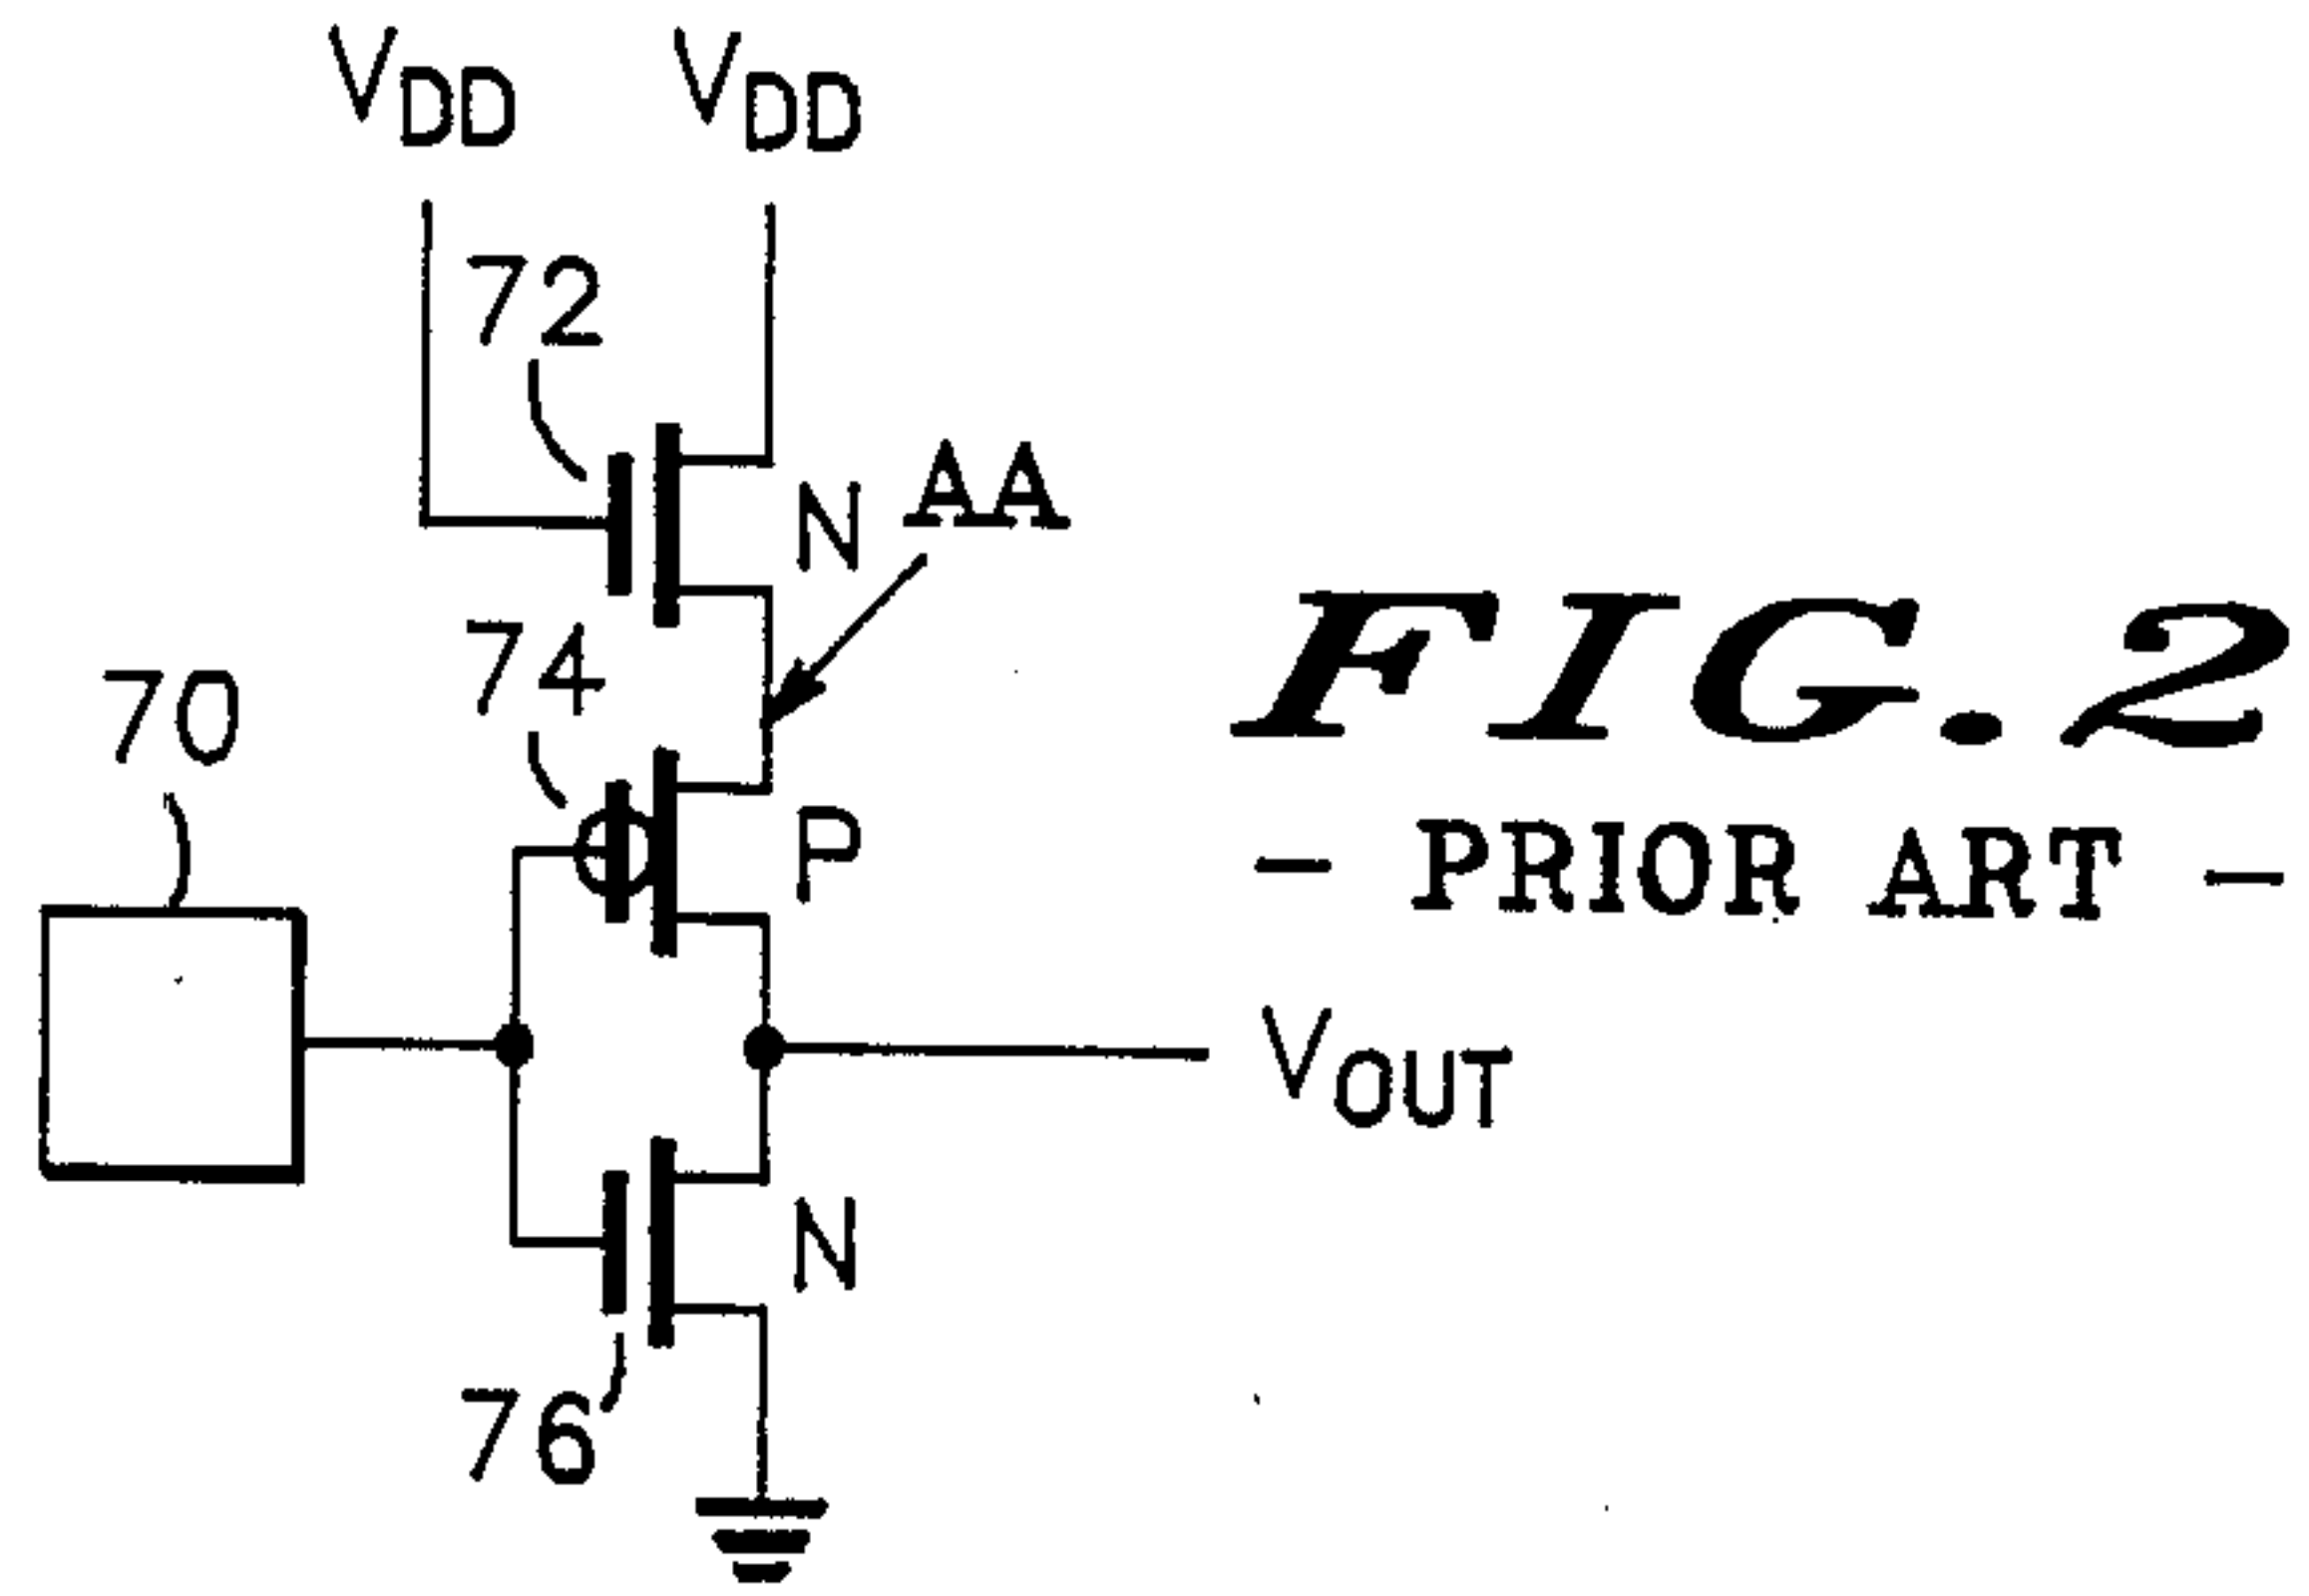 VDD VDD
72
N AA
74
70
P
FIG.2
- PRIOR ART -
VOUT
N
76